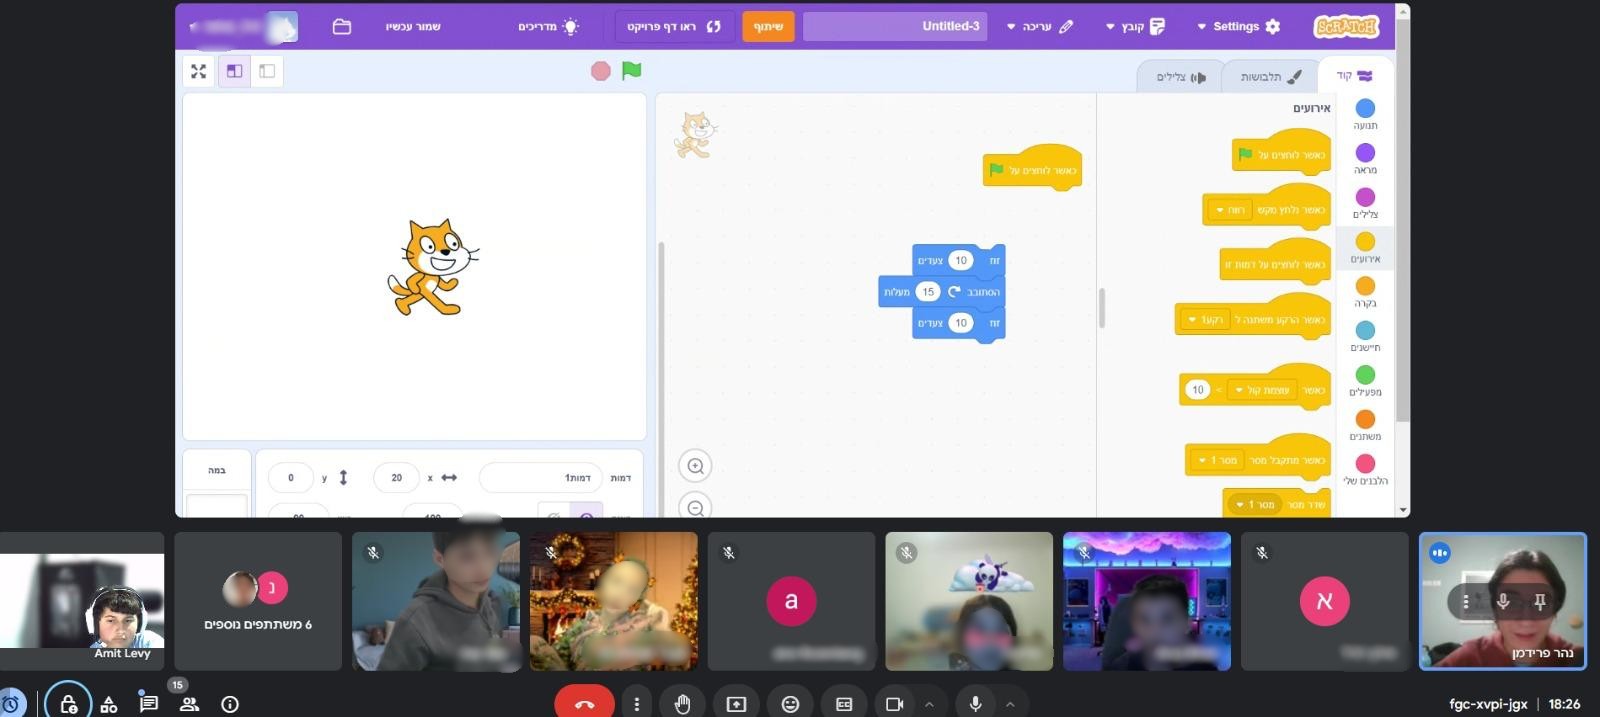 SCRATCH
Settings
קובץ
עריכה
Untitled-3
שיתוף
ראו דף פרויקט
מדריכים
שמור עכשיו
קוד
תלבושות
צלילים
תנועה
מראה
צלילים
אירועים
בקרה
חיישנים
מפעילים
משתנים
הלבנים שלי
אירועים
כאשר לוחצים על
כאשר נלחץ מקש רווח
כאשר לוחצים על דמות זו
כאשר הרקע משתנה ל רקע1
כאשר עוצמת קול > 10
כאשר מתקבל מסר מסר 1
שדר מסר מסר 1
כאשר לוחצים על
זוז 10 צעדים
הסתובב 15 מעלות
זוז 10 צעדים
דמות דמות1 x 20 y 0
במה
Amit Levy
נ
6 משתתפים נוספים
a
א
נהר פרידמן
15
fgc-xvpi-jgx | 18:26